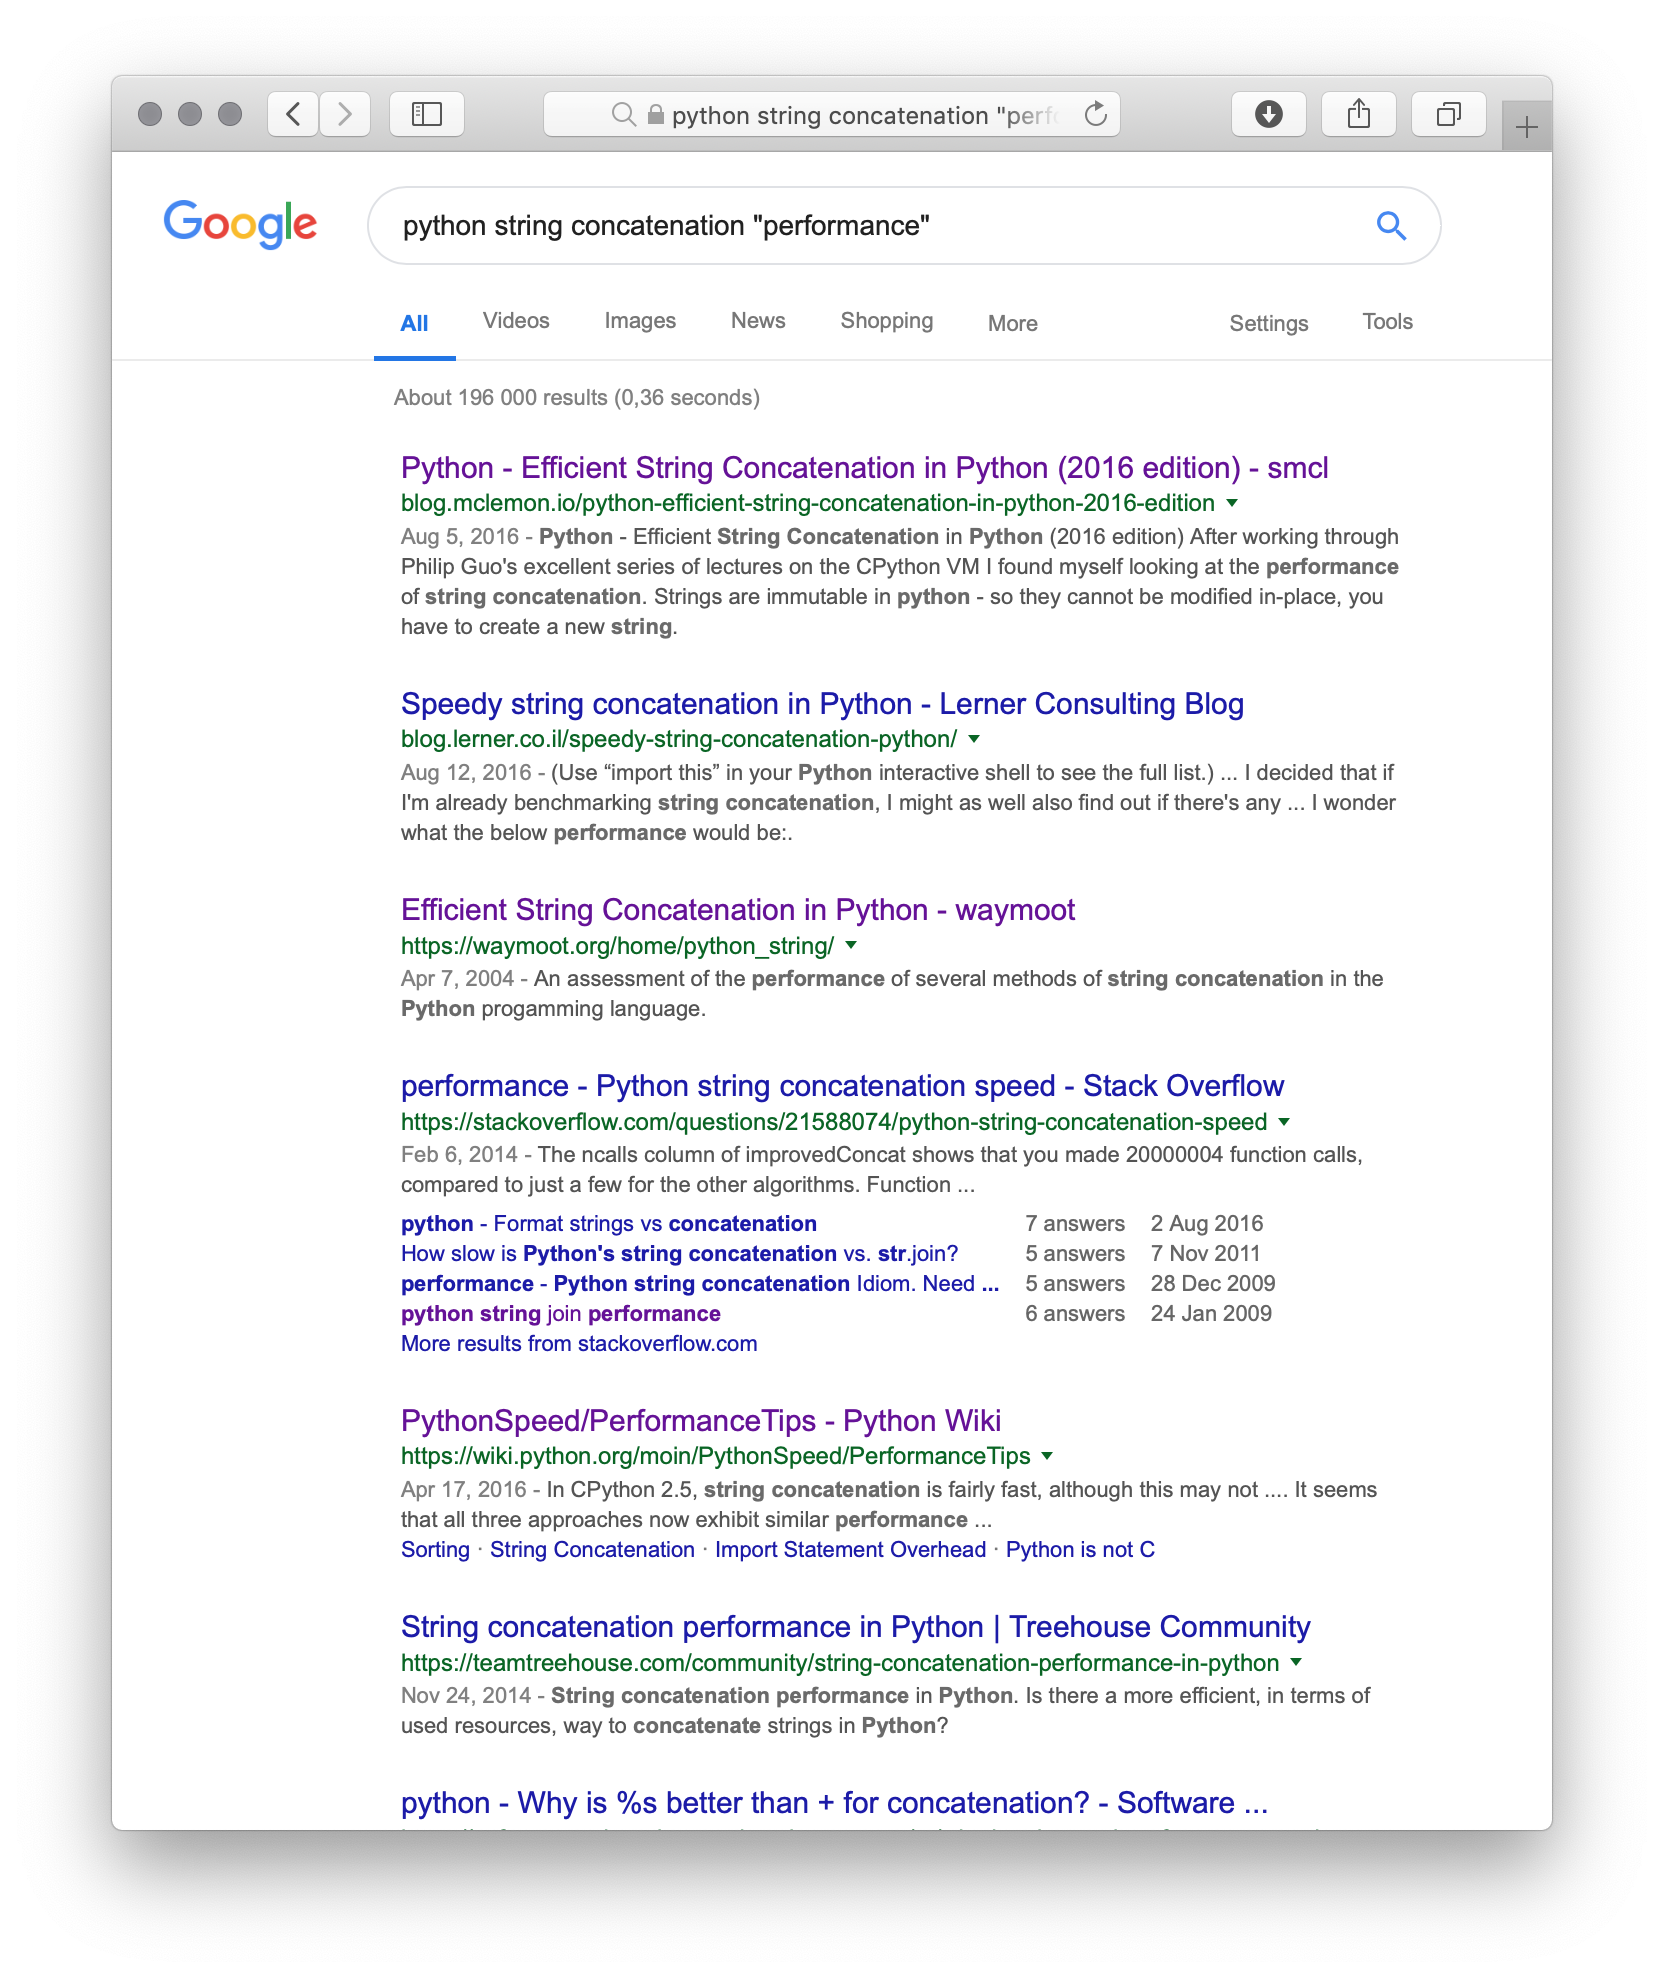 python string concatenation "perfo
Google
python string concatenation "performance"
All Videos Images News Shopping More Settings Tools
About 196 000 results (0,36 seconds)
Python - Efficient String Concatenation in Python (2016 edition) - smcl
blog.mclemon.io/python-efficient-string-concatenation-in-python-2016-edition
Aug 5, 2016 - Python - Efficient String Concatenation in Python (2016 edition) After working through
Philip Guo's excellent series of lectures on the CPython VM I found myself looking at the performance
of string concatenation. Strings are immutable in python - so they cannot be modified in-place, you
have to create a new string.
Speedy string concatenation in Python - Lerner Consulting Blog
blog.lerner.co.il/speedy-string-concatenation-python/
Aug 12, 2016 - (Use “import this” in your Python interactive shell to see the full list.) ... I decided that if
I'm already benchmarking string concatenation, I might as well also find out if there's any ... I wonder
what the below performance would be:.
Efficient String Concatenation in Python - waymoot
https://waymoot.org/home/python_string/
Apr 7, 2004 - An assessment of the performance of several methods of string concatenation in the
Python progamming language.
performance - Python string concatenation speed - Stack Overflow
https://stackoverflow.com/questions/21588074/python-string-concatenation-speed
Feb 6, 2014 - The ncalls column of improvedConcat shows that you made 20000004 function calls,
compared to just a few for the other algorithms. Function ...
python - Format strings vs concatenation 7 answers 2 Aug 2016
How slow is Python's string concatenation vs. str.join? 5 answers 7 Nov 2011
performance - Python string concatenation Idiom. Need ... 5 answers 28 Dec 2009
python string join performance 6 answers 24 Jan 2009
More results from stackoverflow.com
PythonSpeed/PerformanceTips - Python Wiki
https://wiki.python.org/moin/PythonSpeed/PerformanceTips
Apr 17, 2016 - In CPython 2.5, string concatenation is fairly fast, although this may not .... It seems
that all three approaches now exhibit similar performance ...
Sorting · String Concatenation · Import Statement Overhead · Python is not C
String concatenation performance in Python | Treehouse Community
https://teamtreehouse.com/community/string-concatenation-performance-in-python
Nov 24, 2014 - String concatenation performance in Python. Is there a more efficient, in terms of
used resources, way to concatenate strings in Python?
python - Why is %s better than + for concatenation? - Software ...